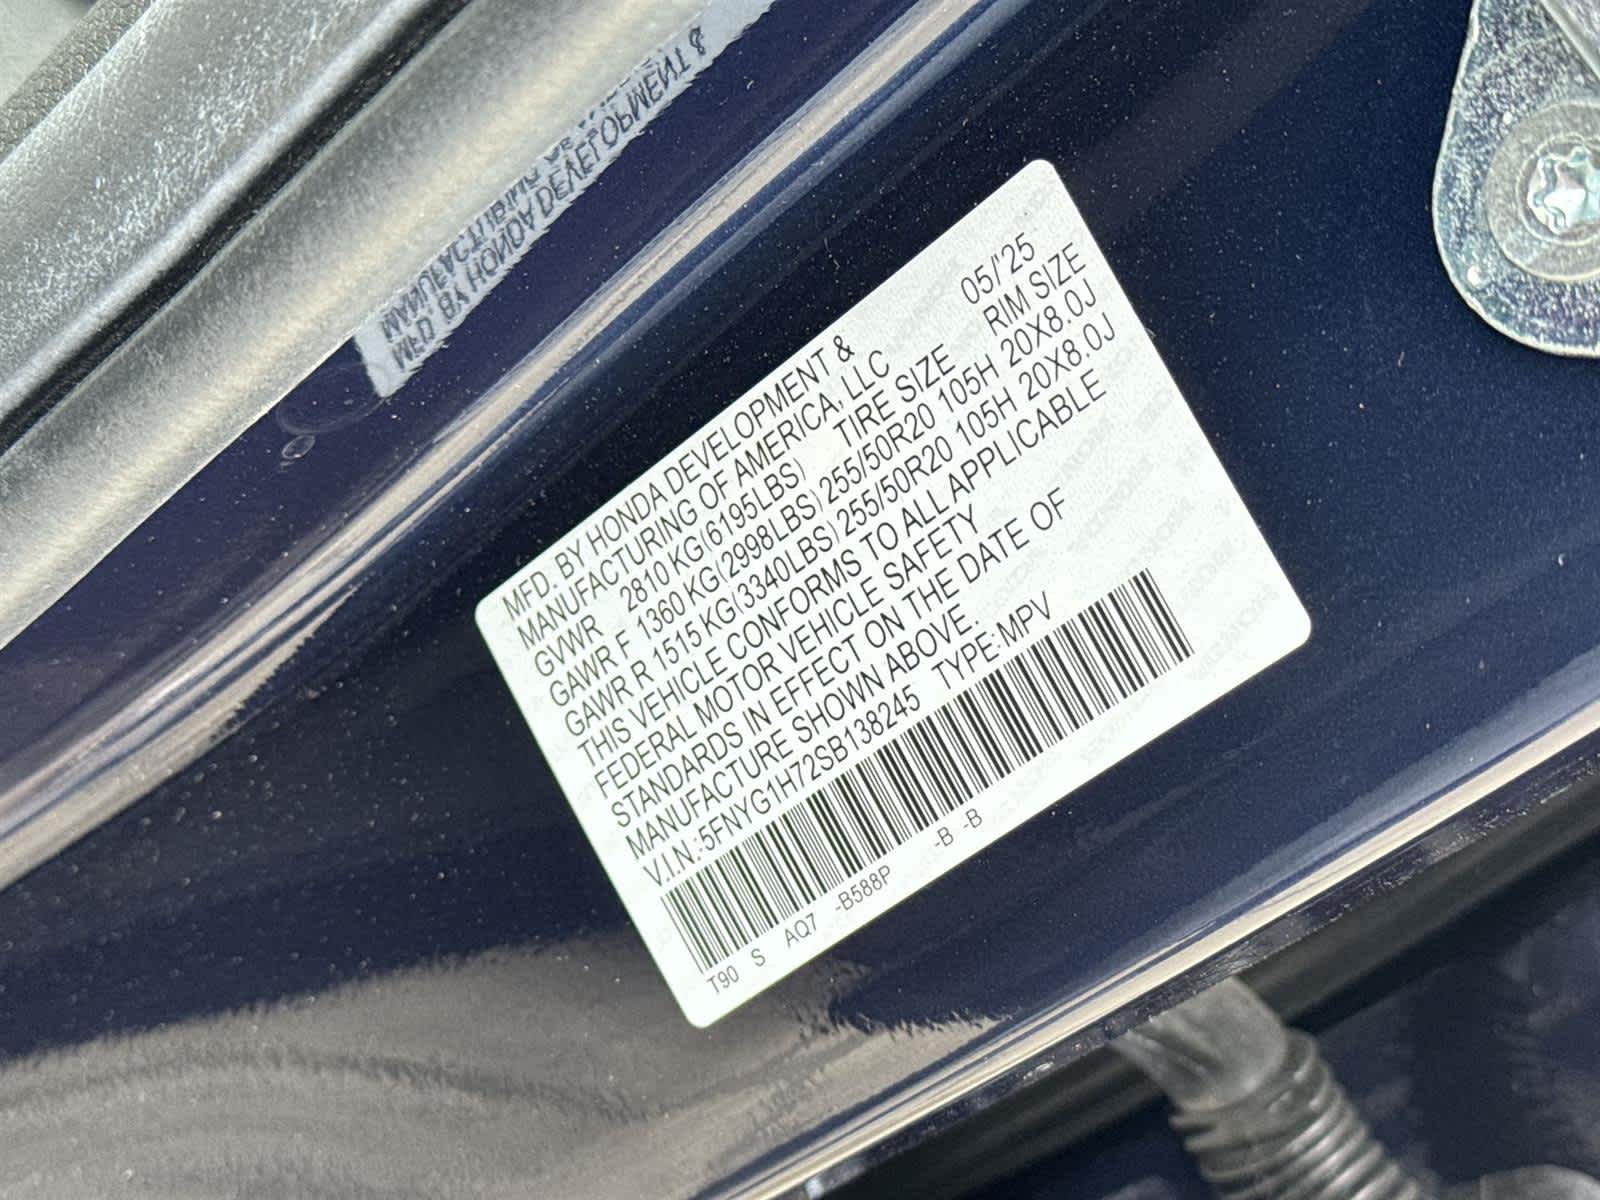 MFD. BY HONDA DEVELOPMENT &
MANUFACTURING OF AMERICA, LLC 05/'25
GVWR 2810 KG(6195LBS) TIRE SIZE RIM SIZE
GAWR F 1360 KG(2998LBS) 255/50R20 105H 20X8.0J
GAWR R 1515 KG(3340LBS) 255/50R20 105H 20X8.0J
THIS VEHICLE CONFORMS TO ALL APPLICABLE
FEDERAL MOTOR VEHICLE SAFETY
STANDARDS IN EFFECT ON THE DATE OF
MANUFACTURE SHOWN ABOVE.
V.I.N.:5FNYG1H72SB138245 TYPE:MPV
T90 S AQ7 -B588P -B -B
MFD. BY HONDA DEVELOPMENT &
MANUFACTURING OF